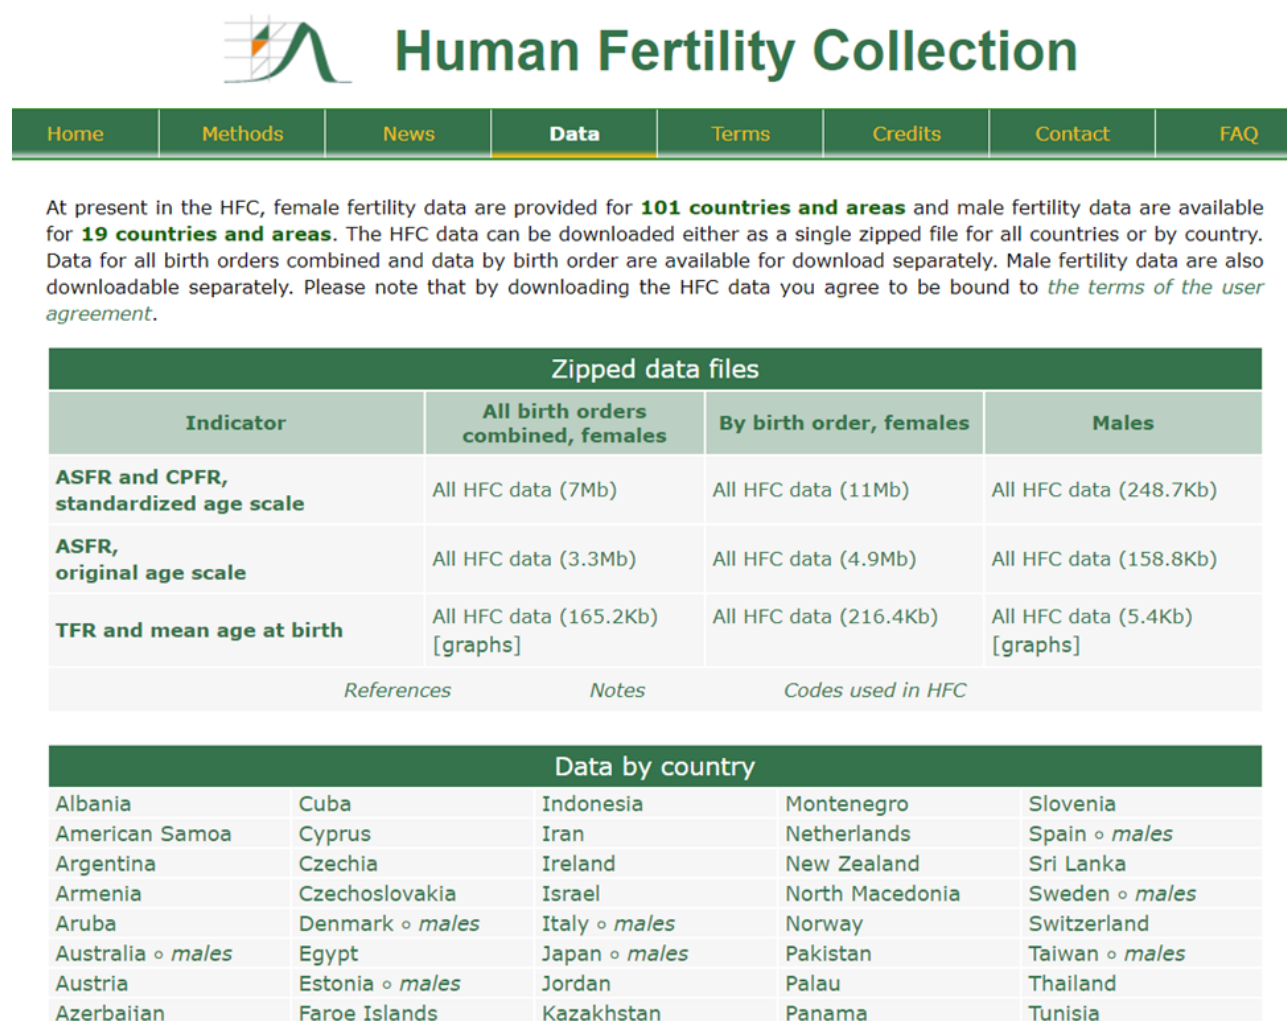 Human Fertility Collection
Home Methods News Data Terms Credits Contact FAQ
At present in the HFC, female fertility data are provided for 101 countries and areas and male fertility data are available
for 19 countries and areas. The HFC data can be downloaded either as a single zipped file for all countries or by country.
Data for all birth orders combined and data by birth order are available for download separately. Male fertility data are also
downloadable separately. Please note that by downloading the HFC data you agree to be bound to the terms of the user
agreement.
Zipped data files
Indicator
All birth orders
combined, females
By birth order, females
Males
ASFR and CPFR,
standardized age scale
All HFC data (7Mb)
All HFC data (11Mb)
All HFC data (248.7Kb)
ASFR,
original age scale
All HFC data (3.3Mb)
All HFC data (4.9Mb)
All HFC data (158.8Kb)
TFR and mean age at birth
All HFC data (165.2Kb)
[graphs]
All HFC data (216.4Kb)
All HFC data (5.4Kb)
[graphs]
References Notes Codes used in HFC
Data by country
Albania Cuba Indonesia Montenegro Slovenia
American Samoa Cyprus Iran Netherlands Spain ∘ males
Argentina Czechia Ireland New Zealand Sri Lanka
Armenia Czechoslovakia Israel North Macedonia Sweden ∘ males
Aruba Denmark ∘ males Italy ∘ males Norway Switzerland
Australia ∘ males Egypt Japan ∘ males Pakistan Taiwan ∘ males
Austria Estonia ∘ males Jordan Palau Thailand
Azerbaijan Faroe Islands Kazakhstan Panama Tunisia